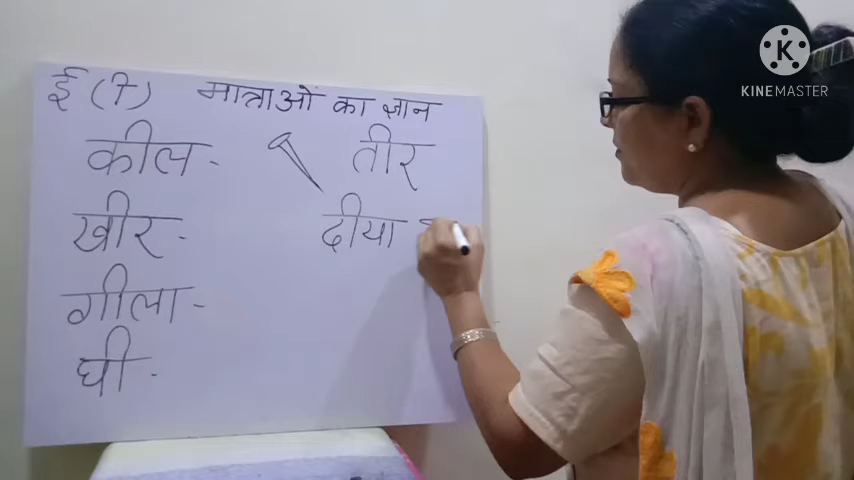 ई (ी) मात्राओं का ज्ञान
कील - तीर
खीर - दीया
गीला -
घी -
K
KINEMASTER